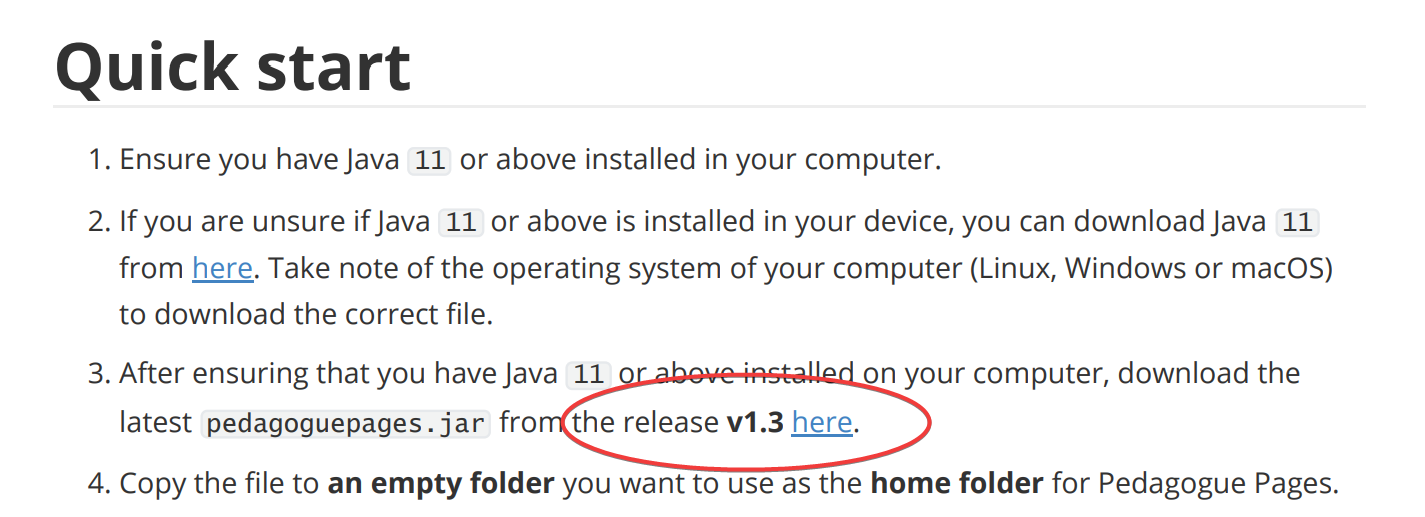 Quick start
1. Ensure you have Java 11 or above installed in your computer.
2. If you are unsure if Java 11 or above is installed in your device, you can download Java 11
from here. Take note of the operating system of your computer (Linux, Windows or macOS)
to download the correct file.
3. After ensuring that you have Java 11 or above installed on your computer, download the
latest pedagoguepages.jar from the release v1.3 here.
4. Copy the file to an empty folder you want to use as the home folder for Pedagogue Pages.